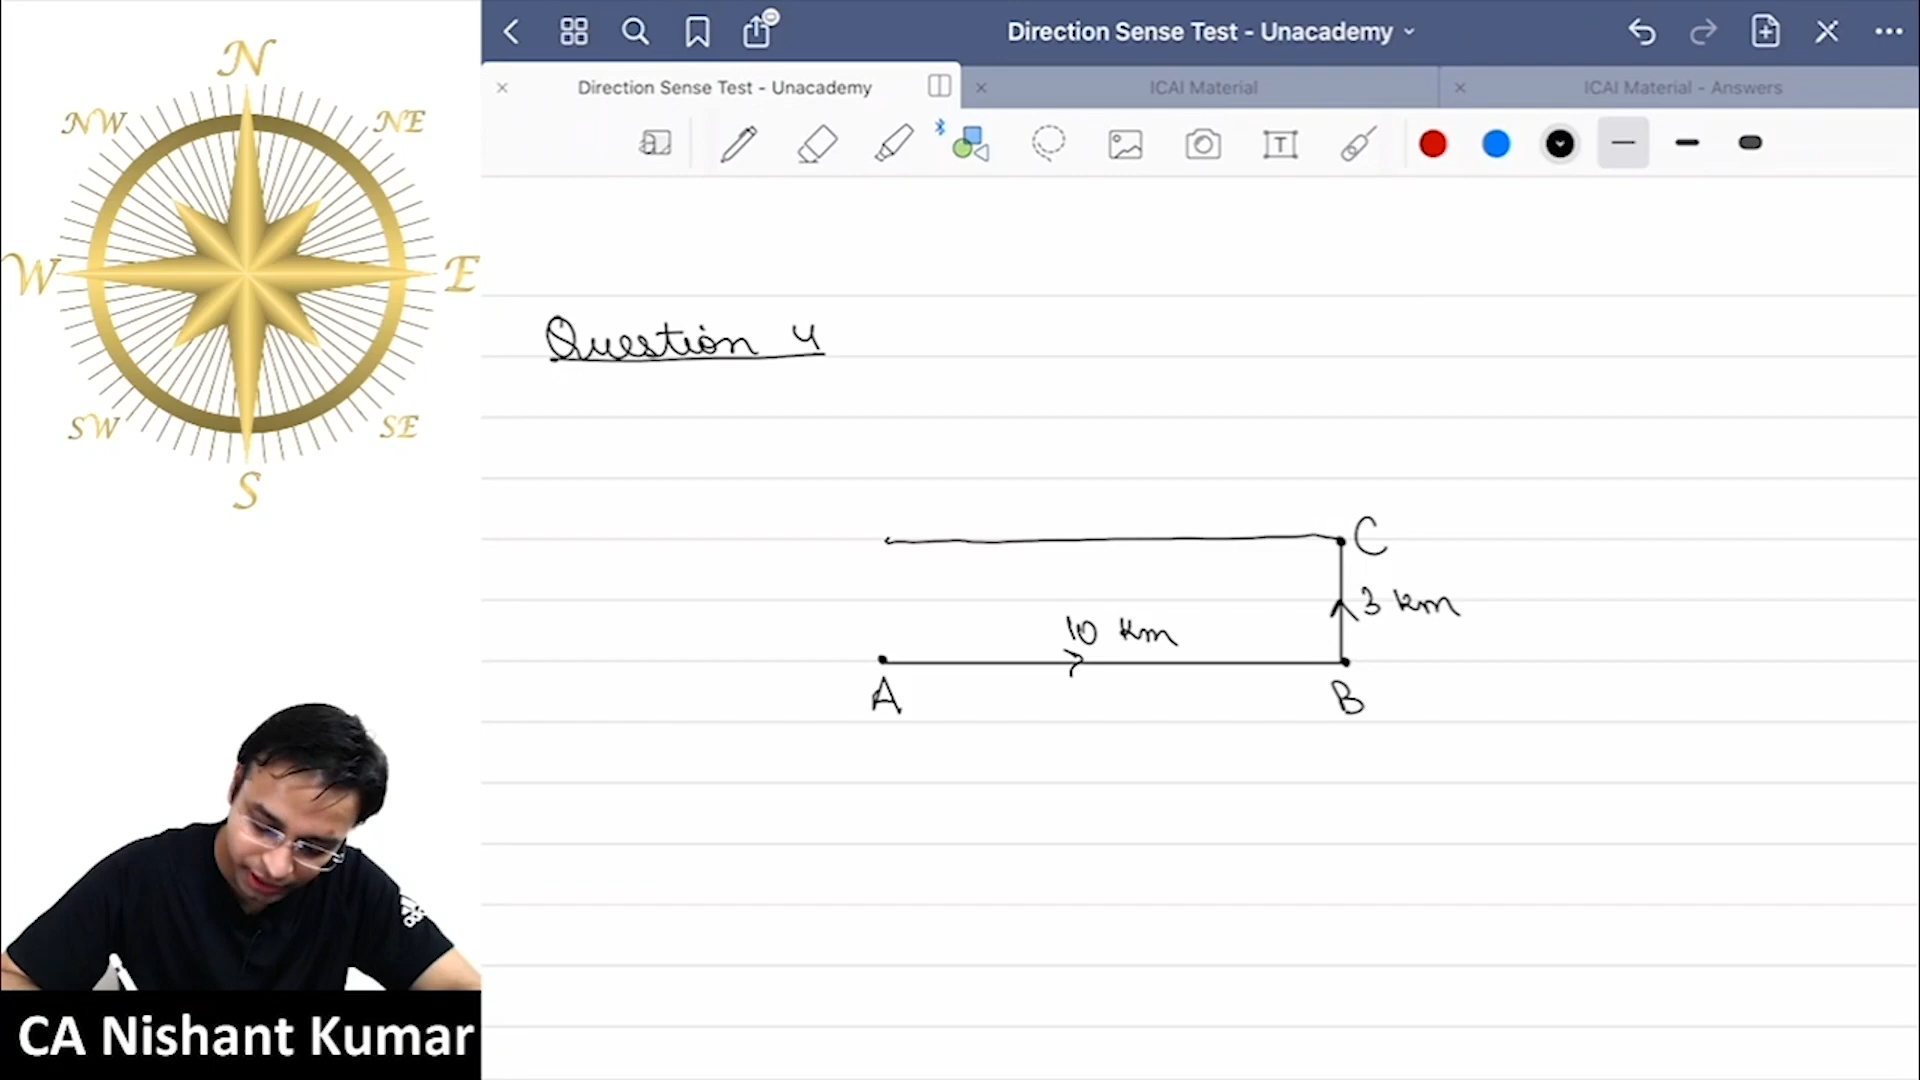 N
NW
NE
W
E
SW
SE
S
CA Nishant Kumar
Direction Sense Test - Unacademy
Direction Sense Test - Unacademy
ICAI Material
ICAI Material - Answers
a
T
Question 4
C
3 km
10 km
A
B